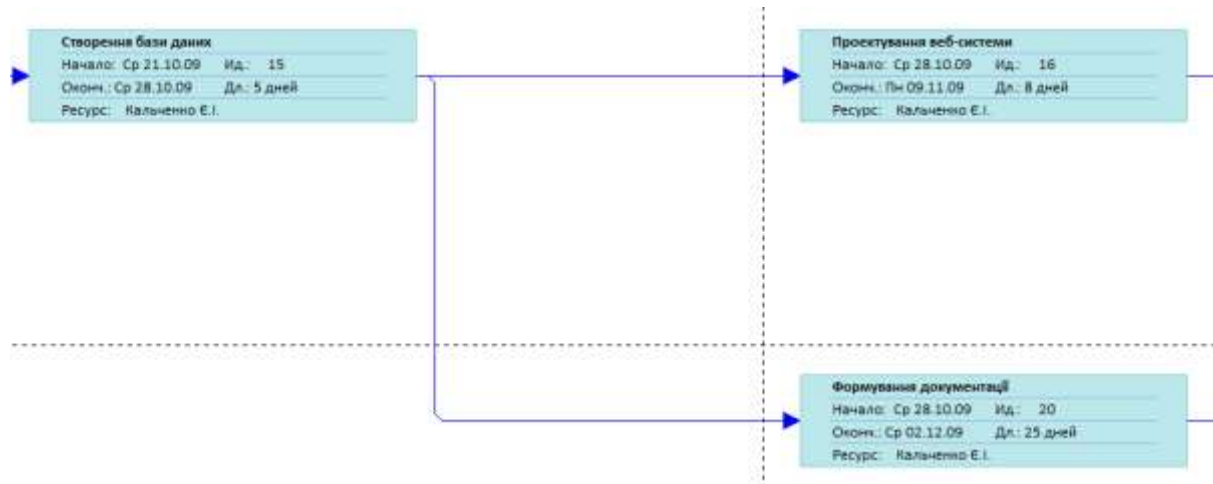 Створення бази даних
Начало: Ср 21.10.09 Ид.: 15
Оконч.: Ср 28.10.09 Дл.: 5 дней
Ресурс: Кальченко Є.І.
Проектування веб-системи
Начало: Ср 28.10.09 Ид.: 16
Оконч.: Пн 09.11.09 Дл.: 8 дней
Ресурс: Кальченко Є.І.
Формування документації
Начало: Ср 28.10.09 Ид.: 20
Оконч.: Ср 02.12.09 Дл.: 25 дней
Ресурс: Кальченко Є.І.